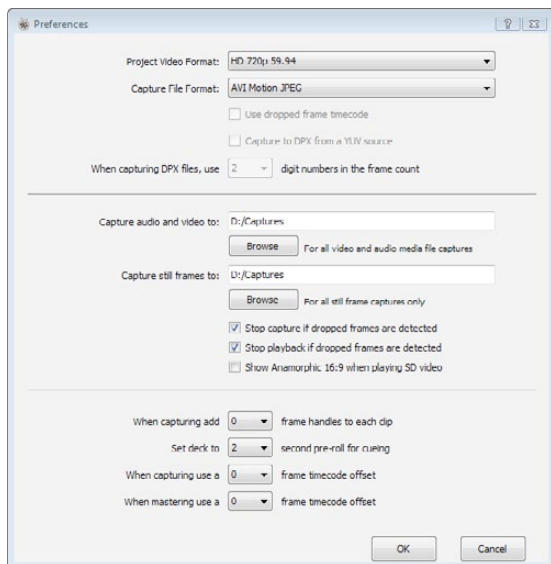 Preferences
Project Video Format: HD 720p 59.94
Capture File Format: AVI Motion JPEG
Use dropped frame timecode
Capture to DPX from a YUV source
When capturing DPX files, use 2 digit numbers in the frame count
Capture audio and video to: D:/Captures
Browse For all video and audio media file captures
Capture still frames to: D:/Captures
Browse For all still frame captures only
Stop capture if dropped frames are detected
Stop playback if dropped frames are detected
Show Anamorphic 16:9 when playing SD video
When capturing add 0 frame handles to each clip
Set deck to 2 second pre-roll for cueing
When capturing use a 0 frame timecode offset
When mastering use a 0 frame timecode offset
OK Cancel